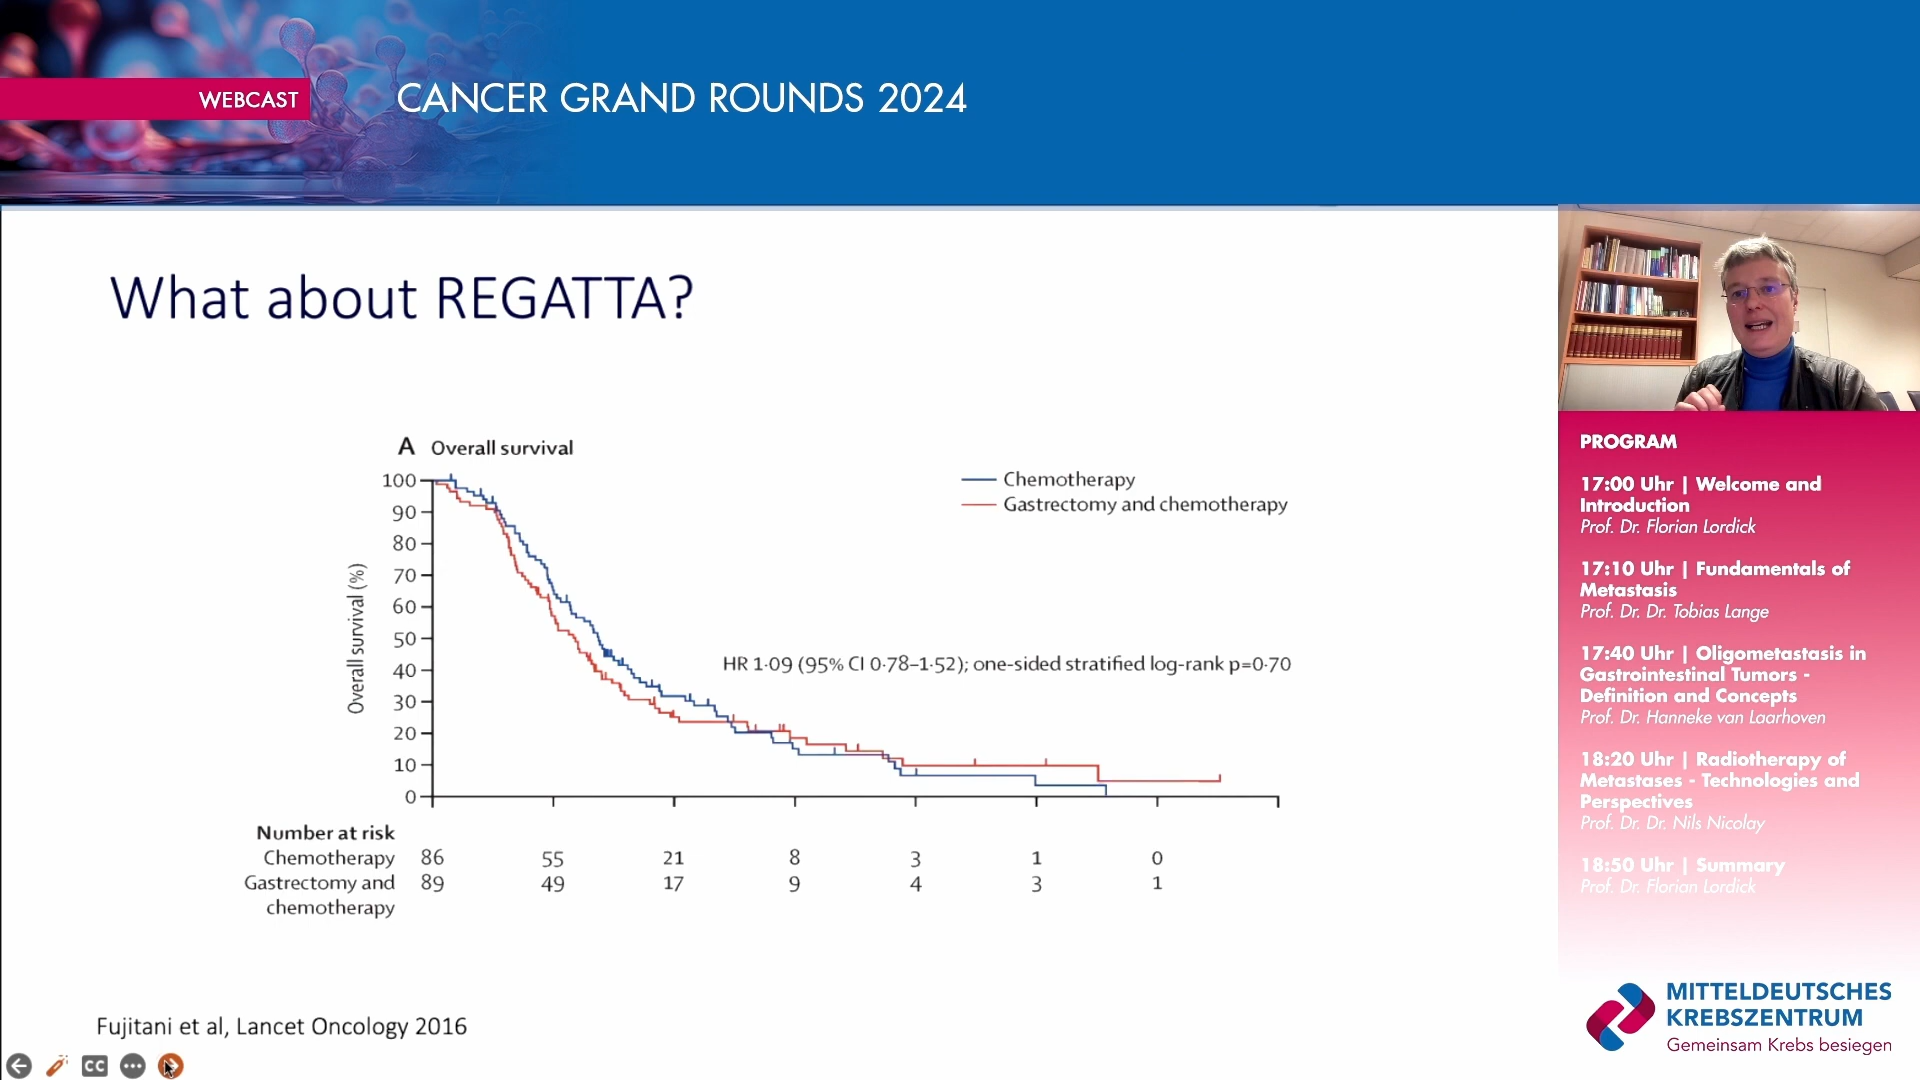 WEBCAST
CANCER GRAND ROUNDS 2024
What about REGATTA?
A Overall survival
Chemotherapy
Gastrectomy and chemotherapy
100
90
80
70
60
50
40
30
20
10
0
Overall survival (%)
HR 1·09 (95% CI 0·78–1·52); one-sided stratified log-rank p=0·70
Number at risk
Chemotherapy 86 55 21 8 3 1 0
Gastrectomy and 89 49 17 9 4 3 1
chemotherapy
Fujitani et al, Lancet Oncology 2016
CC
PROGRAM
17:00 Uhr | Welcome and
Introduction
Prof. Dr. Florian Lordick
17:10 Uhr | Fundamentals of
Metastasis
Prof. Dr. Dr. Tobias Lange
17:40 Uhr | Oligometastasis in
Gastrointestinal Tumors -
Definition and Concepts
Prof. Dr. Hanneke van Laarhoven
18:20 Uhr | Radiotherapy of
Metastases - Technologies and
Perspectives
Prof. Dr. Dr. Nils Nicolay
18:50 Uhr | Summary
Prof. Dr. Florian Lordick
MITTELDEUTSCHES
KREBSZENTRUM
Gemeinsam Krebs besiegen